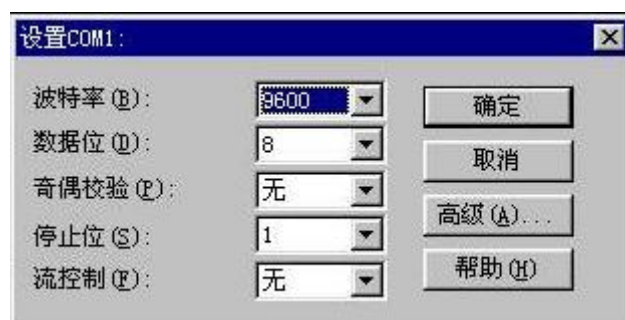 设置COM1:
波特率(B): 9600 确定
数据位(D): 8 取消
奇偶校验(P): 无
高级(A)...
停止位(S): 1
流控制(F): 无 帮助(H)